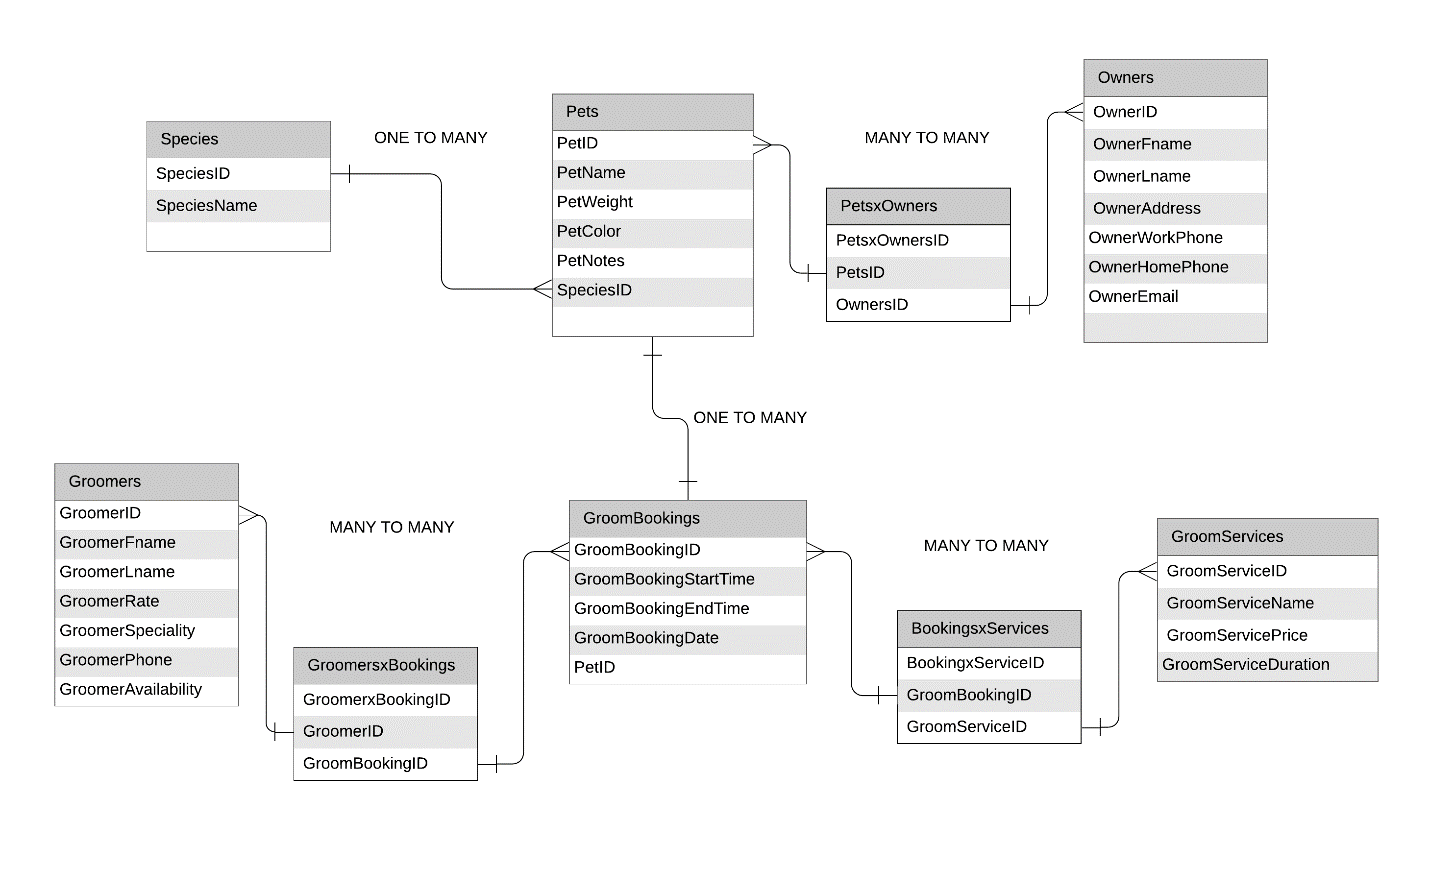 Species
SpeciesID
SpeciesName
ONE TO MANY
Pets
PetID
PetName
PetWeight
PetColor
PetNotes
SpeciesID
MANY TO MANY
PetsxOwners
PetsxOwnersID
PetsID
OwnersID
Owners
OwnerID
OwnerFname
OwnerLname
OwnerAddress
OwnerWorkPhone
OwnerHomePhone
OwnerEmail
ONE TO MANY
Groomers
GroomerID
GroomerFname
GroomerLname
GroomerRate
GroomerSpeciality
GroomerPhone
GroomerAvailability
MANY TO MANY
GroomersxBookings
GroomerxBookingID
GroomerID
GroomBookingID
GroomBookings
GroomBookingID
GroomBookingStartTime
GroomBookingEndTime
GroomBookingDate
PetID
MANY TO MANY
BookingsxServices
BookingxServiceID
GroomBookingID
GroomServiceID
GroomServices
GroomServiceID
GroomServiceName
GroomServicePrice
GroomServiceDuration